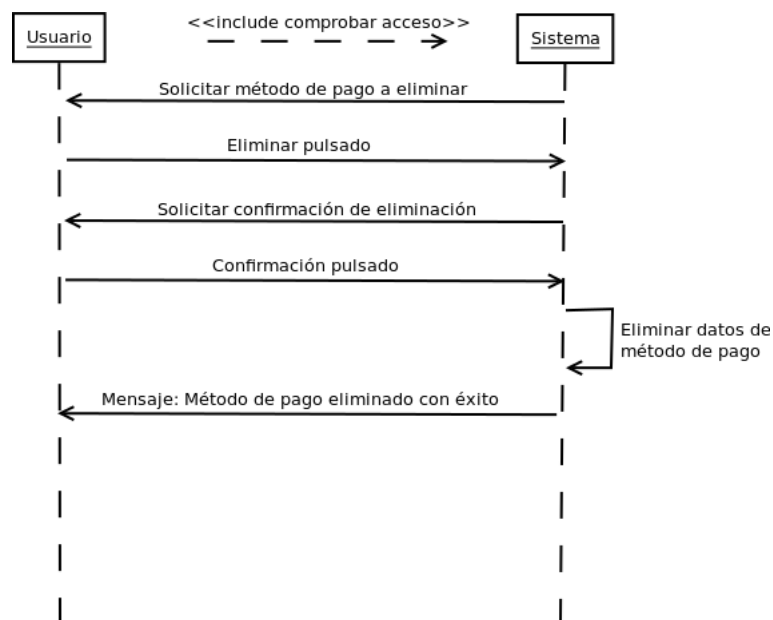 <<include comprobar acceso>>
Usuario
Sistema
Solicitar método de pago a eliminar
Eliminar pulsado
Solicitar confirmación de eliminación
Confirmación pulsado
Eliminar datos de
método de pago
Mensaje: Método de pago eliminado con éxito